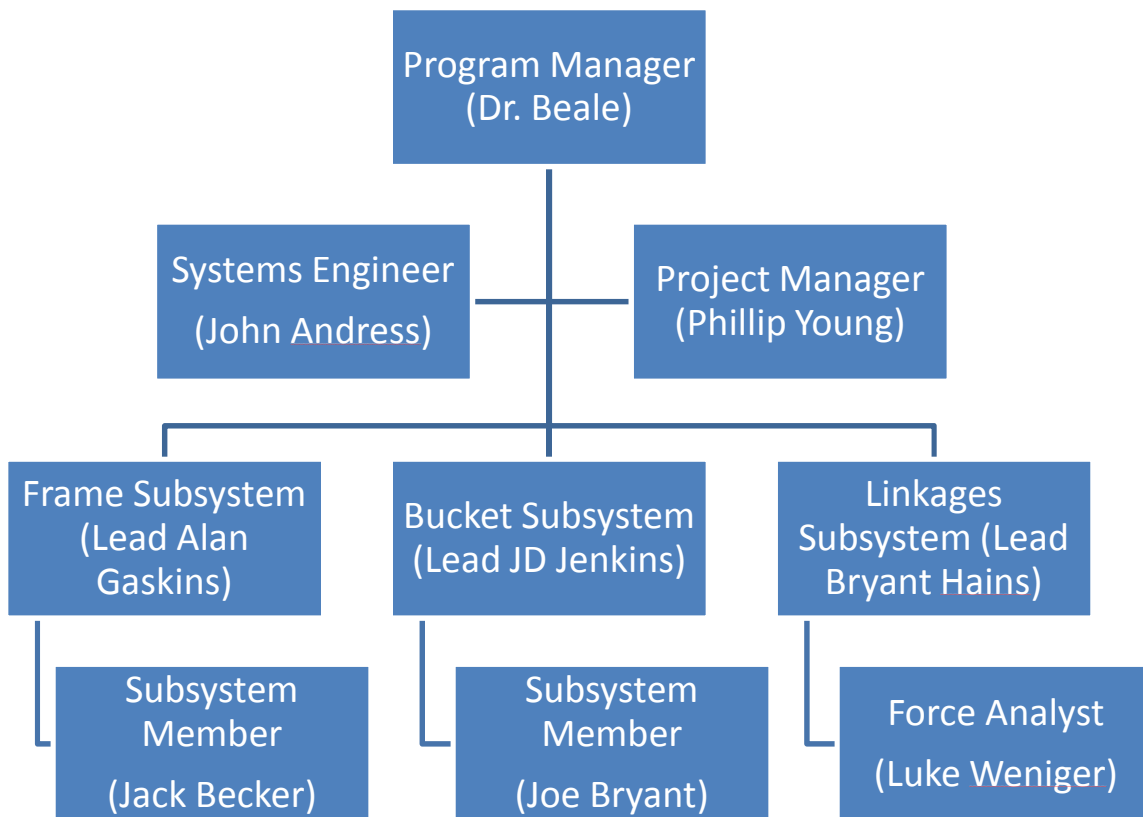 Program Manager
(Dr. Beale)
Systems Engineer
(John Andress)
Project Manager
(Phillip Young)
Frame Subsystem
(Lead Alan
Gaskins)
Bucket Subsystem
(Lead JD Jenkins)
Linkages
Subsystem (Lead
Bryant Hains)
Subsystem
Member
(Jack Becker)
Subsystem
Member
(Joe Bryant)
Force Analyst
(Luke Weniger)